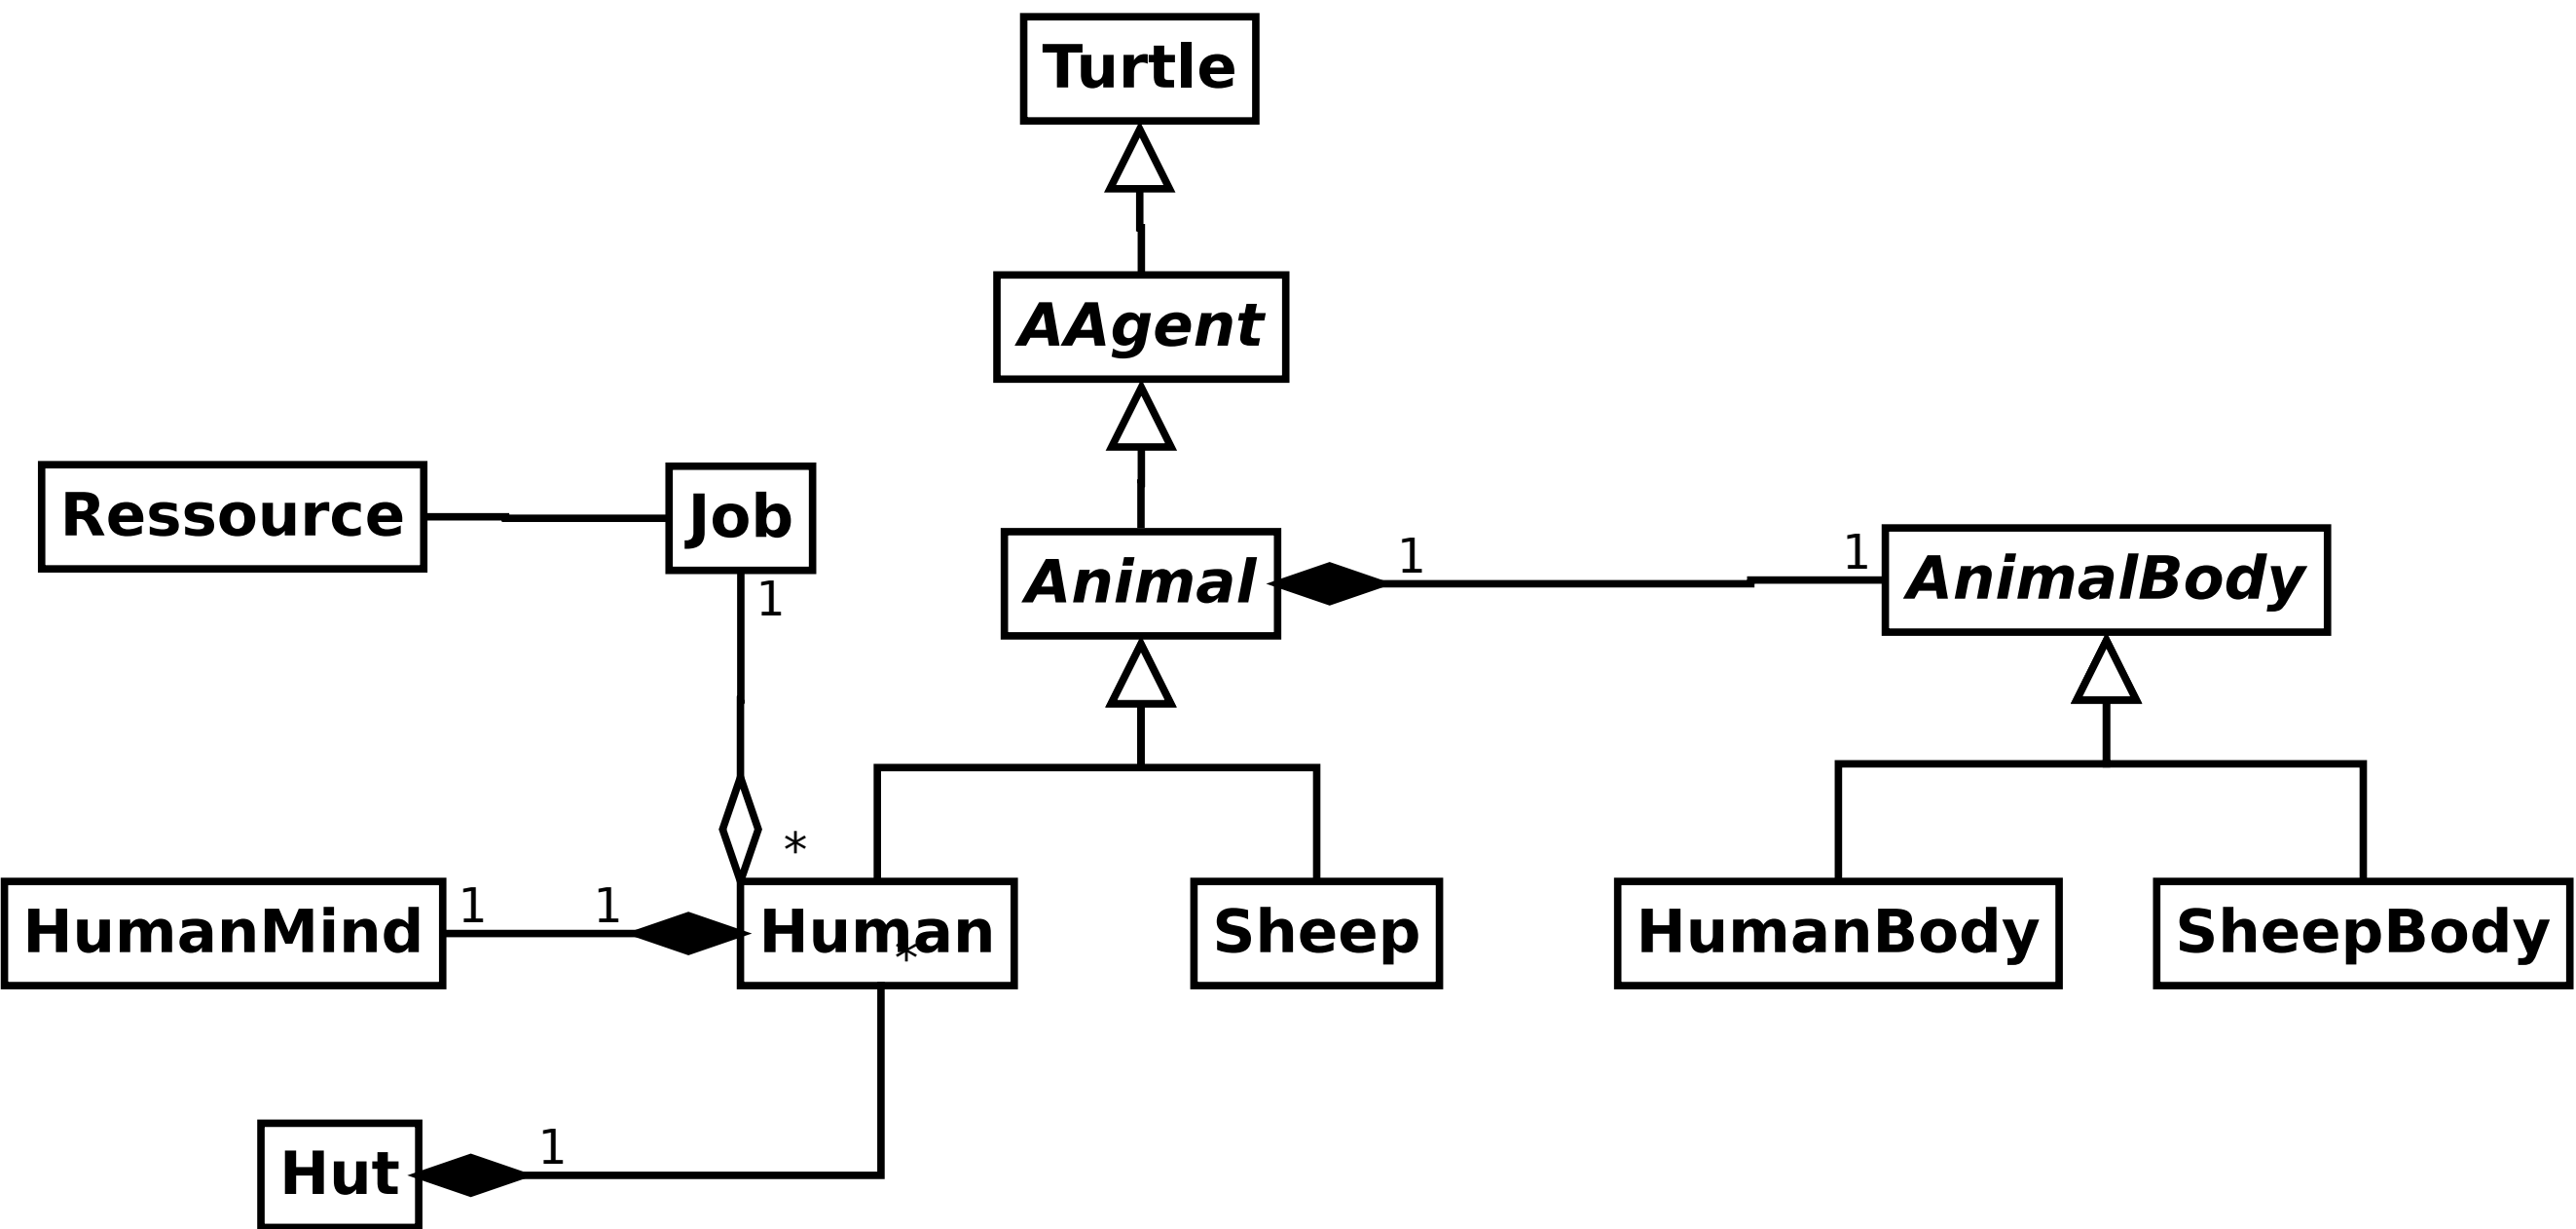 Turtle
AAgent
Ressource
Job
Animal
1
1
AnimalBody
1
*
HumanMind
1
1
Human
*
Sheep
HumanBody
SheepBody
Hut
1